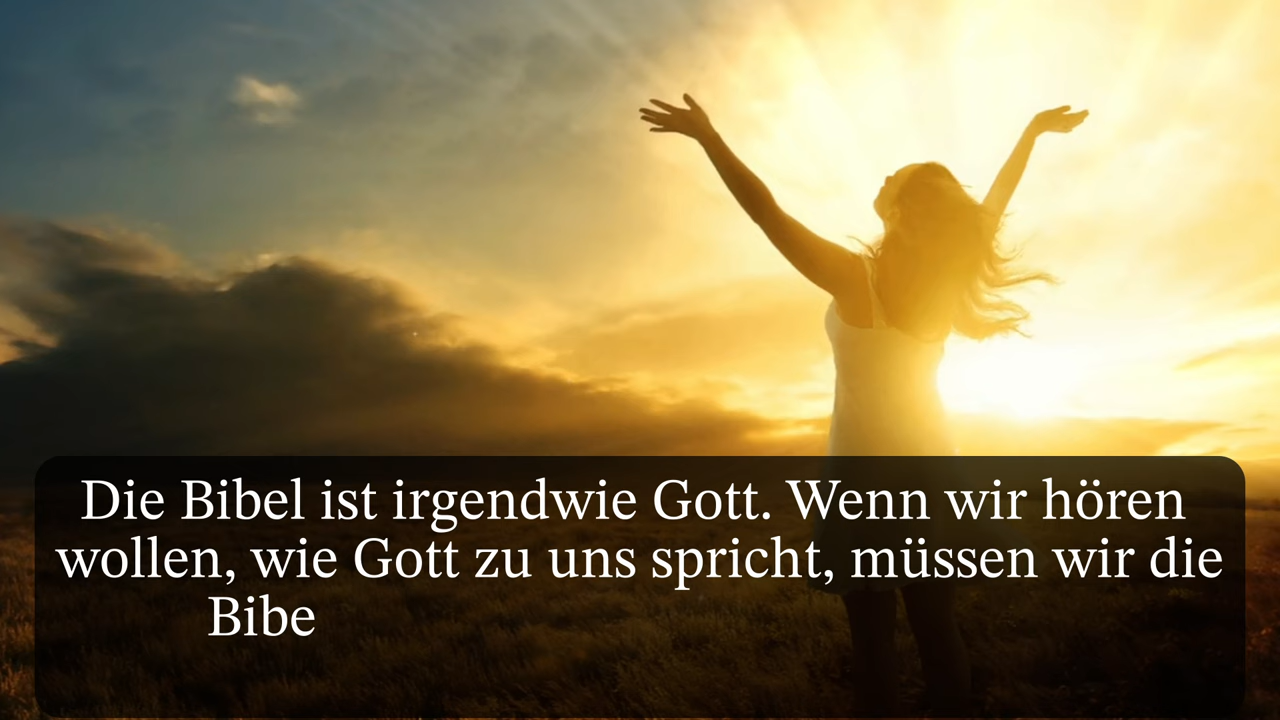 Die Bibel ist irgendwie Gott. Wenn wir hören
wollen, wie Gott zu uns spricht, müssen wir die
Bibe